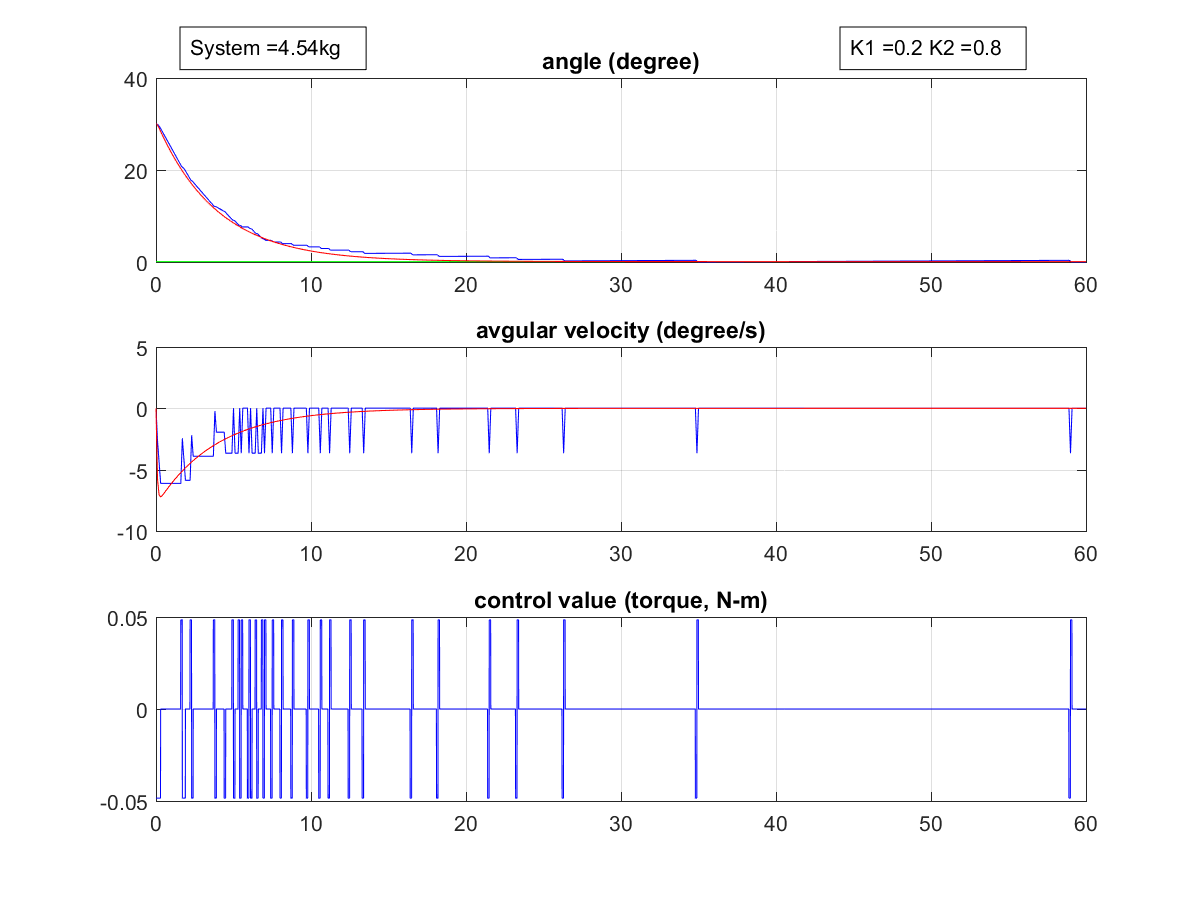 System =4.54kg
K1 =0.2 K2 =0.8
angle (degree)
40
20
0
0 10 20 30 40 50 60
avgular velocity (degree/s)
5
0
-5
-10
0 10 20 30 40 50 60
control value (torque, N-m)
0.05
0
-0.05
0 10 20 30 40 50 60